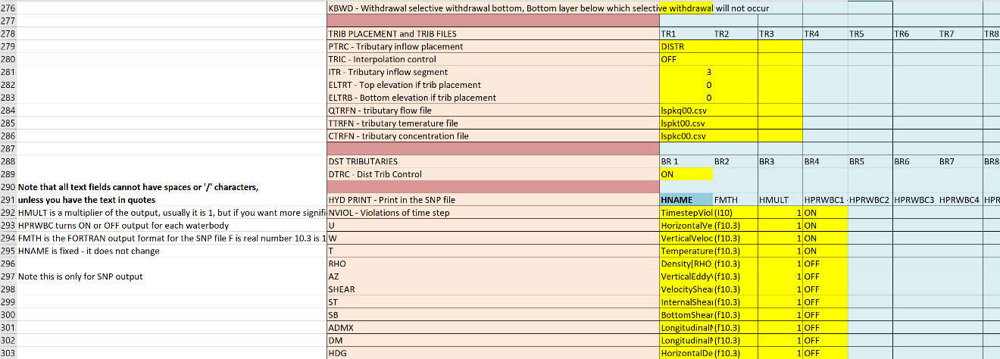 276 KBWD - Withdrawal selective withdrawal bottom, Bottom layer below which selective withdrawal will not occur
277
278 TRIB PLACEMENT and TRIB FILES TR1 TR2 TR3 TR4 TR5 TR6 TR7 TR8
279 PTRC - Tributary inflow placement DISTR
280 TRIC - Interpolation control OFF
281 ITR - Tributary inflow segment 3
282 ELTRT - Top elevation if trib placement 0
283 ELTRB - Bottom elevation if trib placement 0
284 QTRFN - tributary flow file lspkq00.csv
285 TTRFN - tributary temerature file lspkt00.csv
286 CTRFN - tributary concentration file lspkc00.csv
287
288 DST TRIBUTARIES BR 1 BR2 BR3 BR4 BR5 BR6 BR7 BR8
289 DTRC - Dist Trib Control ON
290 Note that all text fields cannot have spaces or '/' characters,
291 unless you have the text in quotes HYD PRINT - Print in the SNP file HNAME FMTH HMULT HPRWBC1 HPRWBC2 HPRWBC3 HPRWBC4 HPR
292 HMULT is a multiplier of the output, usually it is 1, but if you want more signifi NVIOL - Violations of time step TimestepViol (I10) 1 ON
293 HPRWBC turns ON or OFF output for each waterbody U HorizontalVe (f10.3) 1 ON
294 FMTH is the FORTRAN output format for the SNP file F is real number 10.3 is 1 W VerticalVeloc (f10.3) 1 ON
295 HNAME is fixed - it does not change T Temperature (f10.3) 1 ON
296 RHO Density[RHO] (f10.3) 1 OFF
297 Note this is only for SNP output AZ VerticalEddy (f10.3) 1 OFF
298 SHEAR VelocityShea (f10.3) 1 OFF
299 ST InternalShea (f10.3) 1 OFF
300 SB BottomShear (f10.3) 1 OFF
301 ADMX Longitudinal (f10.3) 1 OFF
302 DM Longitudinal (f10.3) 1 OFF
303 HDG HorizontalDe (f10.3) 1 OFF